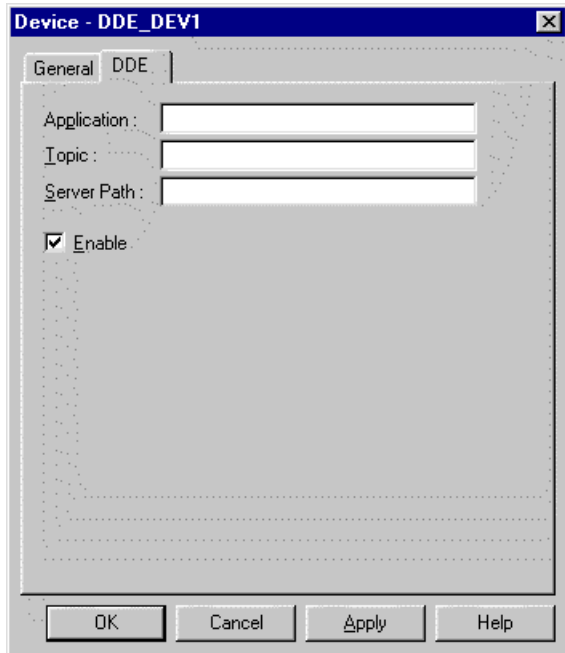 Device - DDE_DEV1
General DDE
Application :
Topic :
Server Path :
Enable
OK Cancel Apply Help